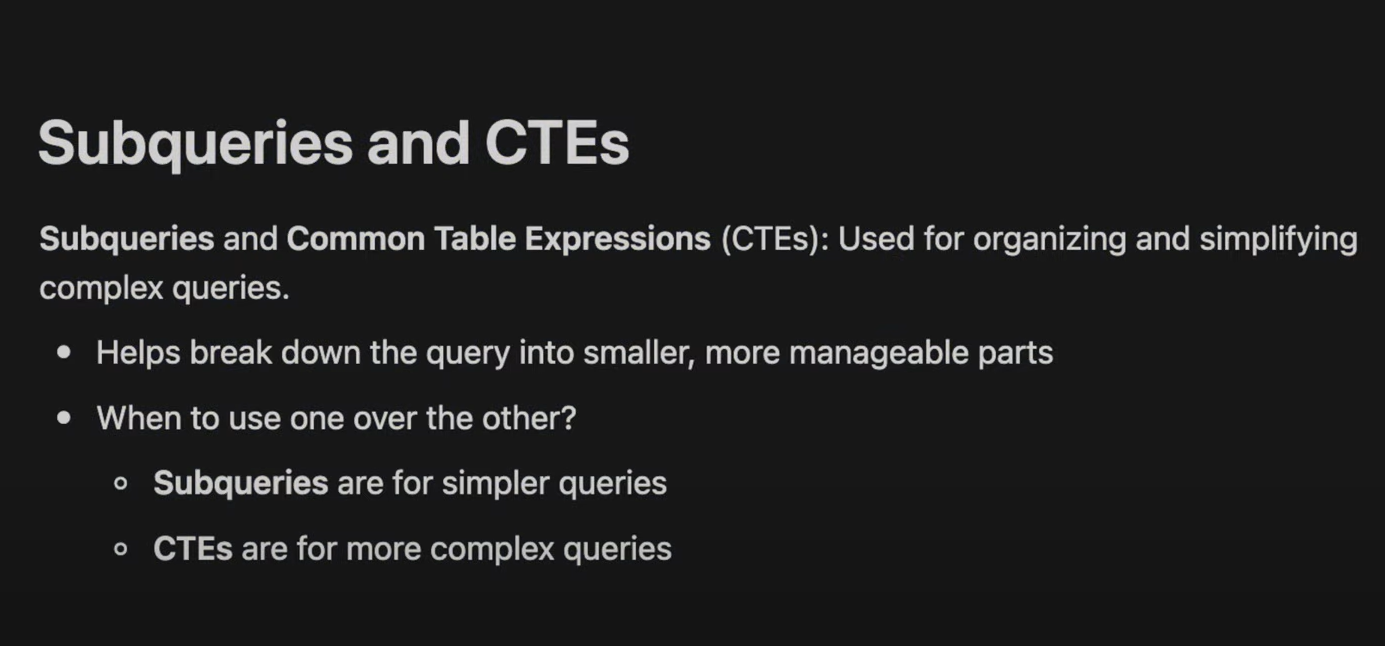 Subqueries and CTEs
Subqueries and Common Table Expressions (CTEs): Used for organizing and simplifying
complex queries.
Helps break down the query into smaller, more manageable parts
When to use one over the other?
Subqueries are for simpler queries
CTEs are for more complex queries